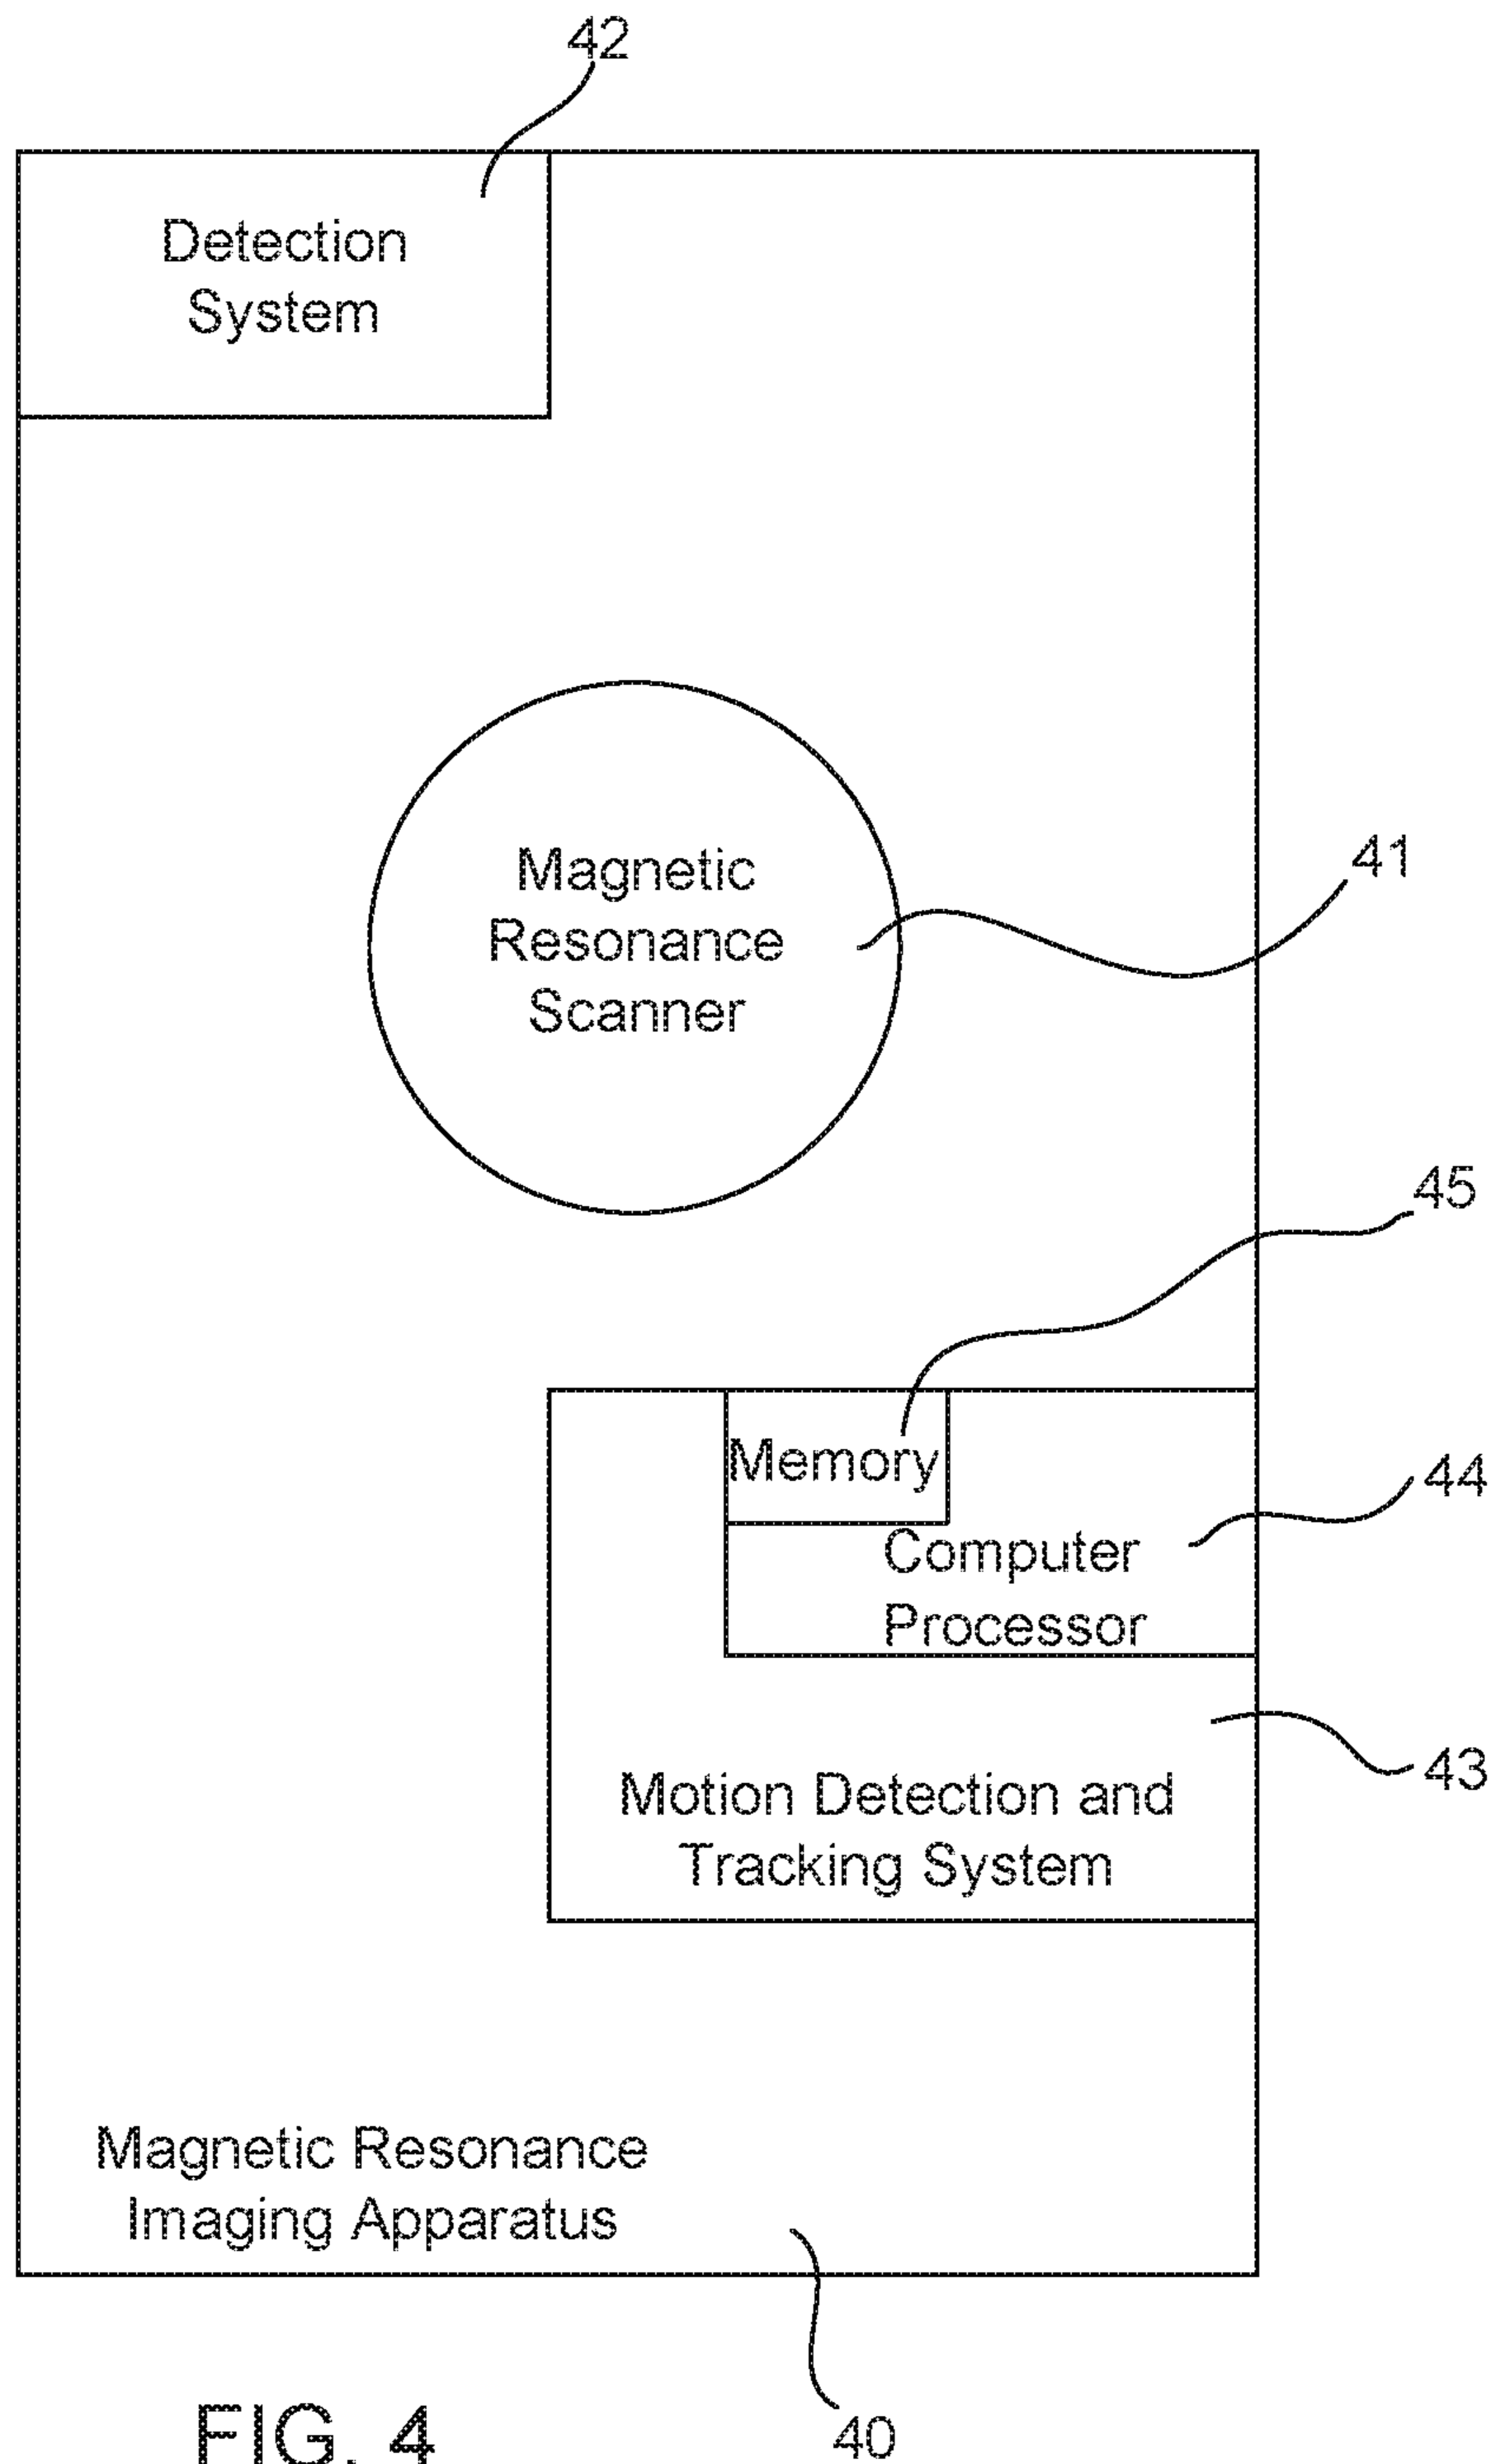 42
Detection
System
Magnetic
Resonance
Scanner
41
45
Memory
44
Computer
Processor
43
Motion Detection and
Tracking System
Magnetic Resonance
Imaging Apparatus
FIG. 4
40